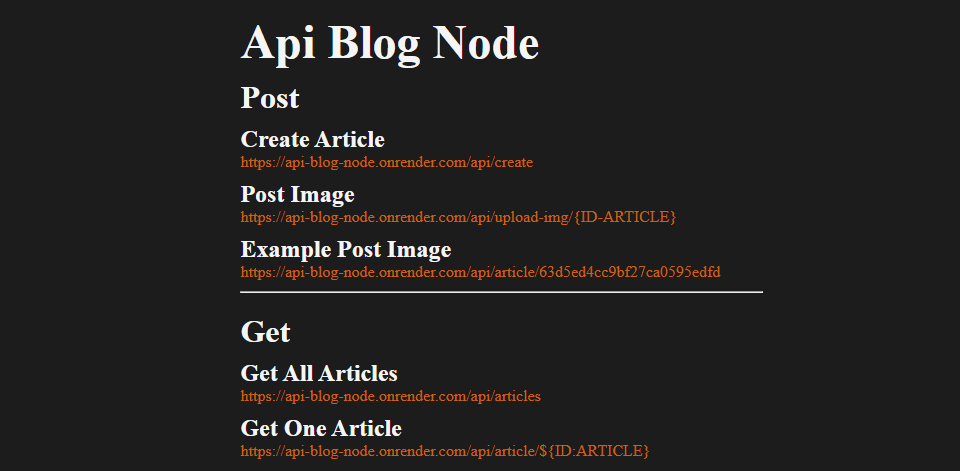 Api Blog Node
Post
Create Article
https://api-blog-node.onrender.com/api/create
Post Image
https://api-blog-node.onrender.com/api/upload-img/{ID-ARTICLE}
Example Post Image
https://api-blog-node.onrender.com/api/article/63d5ed4cc9bf27ca0595edfd
Get
Get All Articles
https://api-blog-node.onrender.com/api/articles
Get One Article
https://api-blog-node.onrender.com/api/article/${ID:ARTICLE}